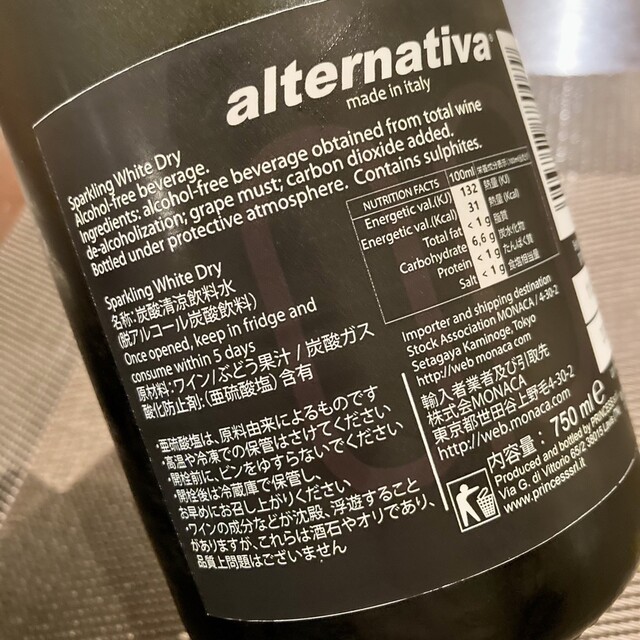 alternativa
made in italy
Sparkling White Dry
Alcohol-free beverage.
Ingredients: alcohol-free beverage obtained from total wine
de-alcoholization; grape must; carbon dioxide added.
Bottled under protective atmosphere. Contains sulphites.
NUTRITION FACTS 100ml
Energetic val.(KJ) 132 熱量 (KJ)
Energetic val.(Kcal) 31 熱量 (Kcal)
Total fat < 1 g 脂質
Carbohydrate 6,6 g 炭水化物
Protein < 1 g たんぱく質
Salt < 1 g 食塩相当量
Sparkling White Dry
名称:炭酸清涼飲料水
(脱アルコール炭酸飲料)
Once opened, keep in fridge and
consume within 5 days
原材料:ワイン/ぶどう果汁/炭酸ガス
酸化防止剤:(亜硫酸塩)含有
・亜硫酸塩は、原料由来によるものです
・高温や冷凍での保管はさけてください
・開栓前に、ビンをゆすらないでください
・開栓後は冷蔵庫で保管し、
お早めにお召し上がりください
・ワインの成分などが沈殿、浮遊すること
がありますが、これらは酒石やオリであり、
品質上問題はございません
Importer and shipping destination
Stock Association MONACA / 4-30-2
Setagaya Kaminoge.Tokyo
http://web monaca.com
輸入者業者及び引取先
株式会MONACA
東京都世田谷上野毛4-30-2
http://web.monaca.com
内容量: 750 ml e
Produced and bottled by PRINCESS
Via G. di Vittorio 69/2 38015 Lavis
www.princesssrl.it